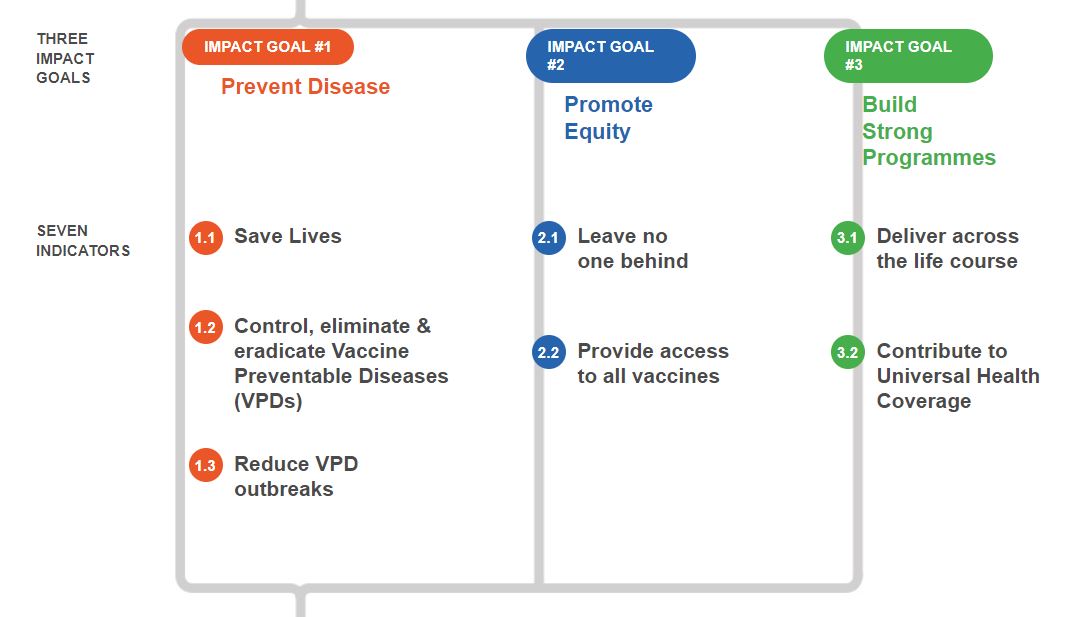 THREE
IMPACT
GOALS
IMPACT GOAL #1
Prevent Disease
IMPACT GOAL
#2
Promote
Equity
IMPACT GOAL
#3
Build
Strong
Programmes
SEVEN
INDICATORS
1.1 Save Lives
1.2 Control, eliminate &
eradicate Vaccine
Preventable Diseases
(VPDs)
1.3 Reduce VPD
outbreaks
2.1 Leave no
one behind
2.2 Provide access
to all vaccines
3.1 Deliver across
the life course
3.2 Contribute to
Universal Health
Coverage